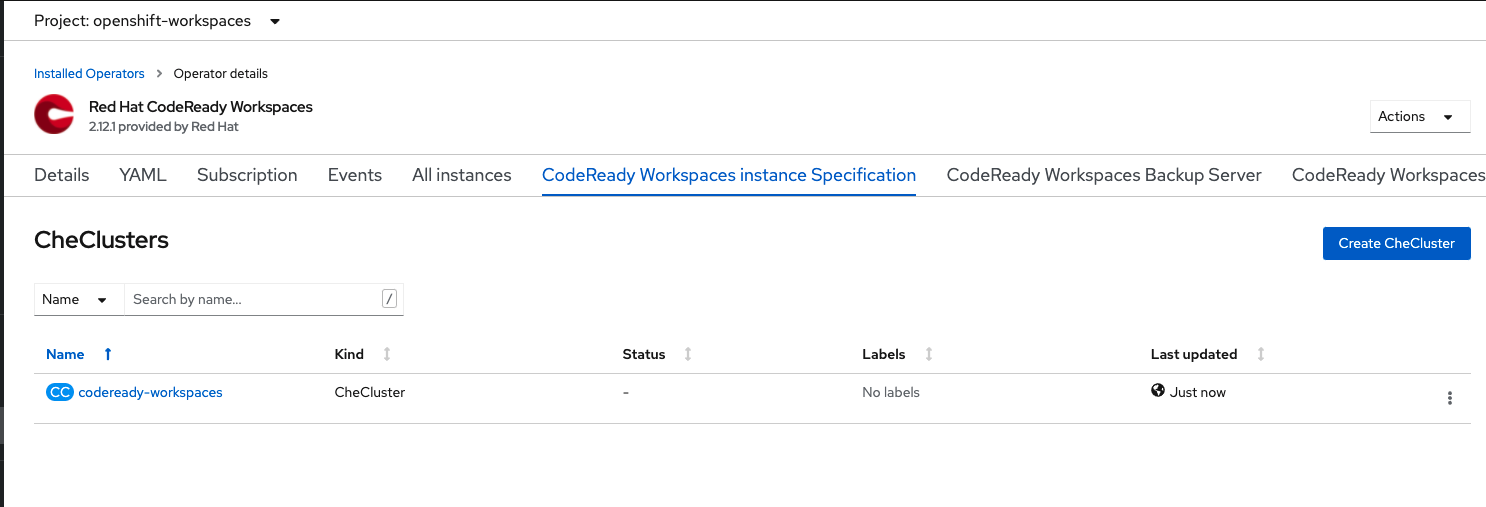 Project: openshift-workspaces
Installed Operators > Operator details
Red Hat CodeReady Workspaces
2.12.1 provided by Red Hat
Actions
Details YAML Subscription Events All instances CodeReady Workspaces instance Specification CodeReady Workspaces Backup Server CodeReady Workspaces
CheClusters
Create CheCluster
Name Search by name... /
Name Kind Status Labels Last updated
CC codeready-workspaces CheCluster - No labels Just now